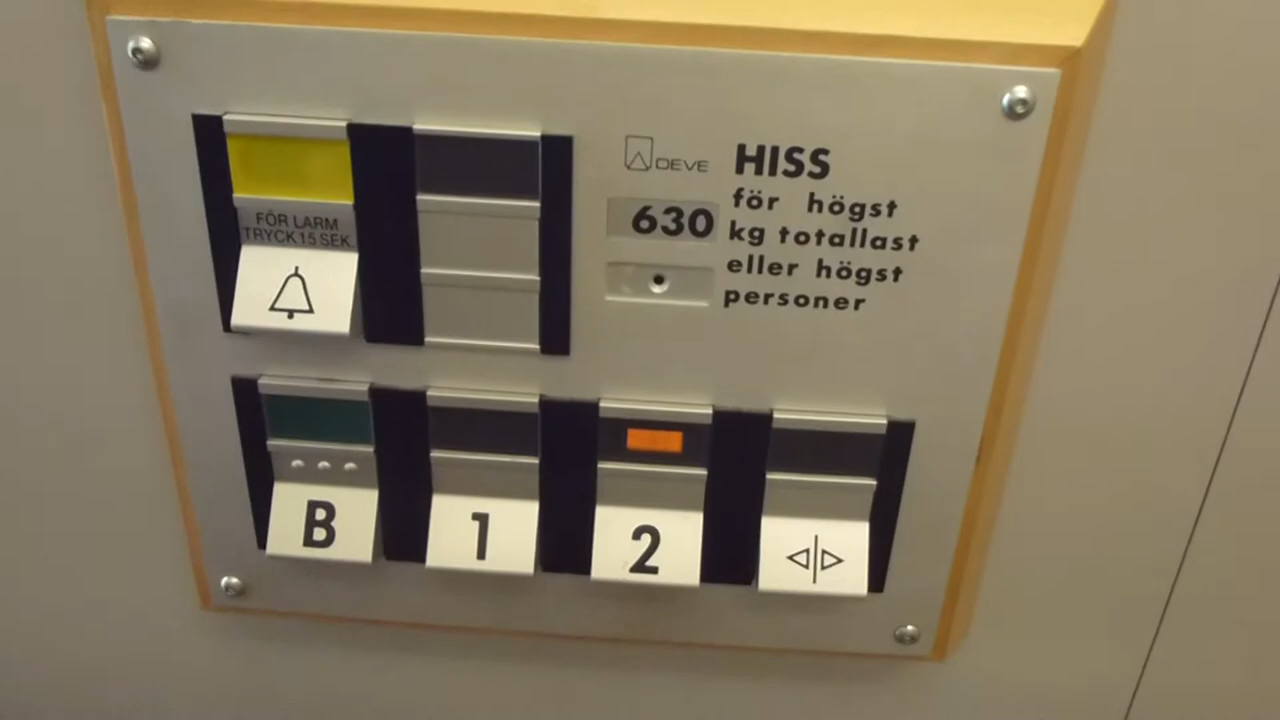 FÖR LARM
TRYCK 15 SEK
DEVE
HISS
för högst
630 kg totallast
eller högst
personer
B
1
2